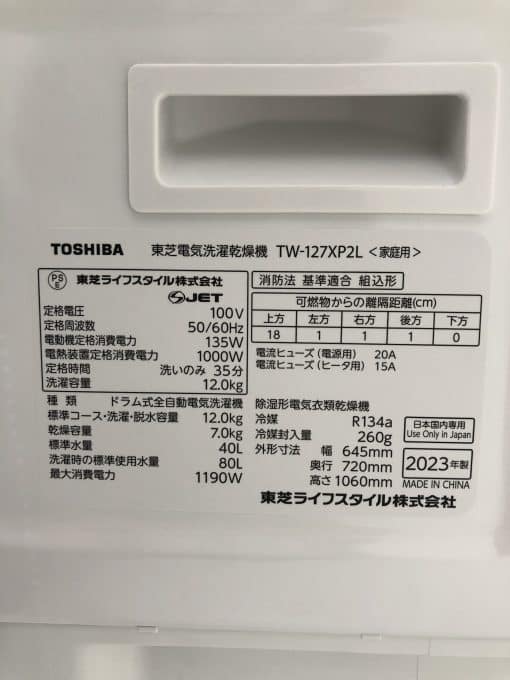 TOSHIBA 東芝電気洗濯乾燥機 TW-127XP2L <家庭用>
PS
E
東芝ライフスタイル株式会社
JET
定格電圧 100V
定格周波数 50/60Hz
電動機定格消費電力 135W
電熱装置定格消費電力 1000W
定格時間 洗いのみ 35分
洗濯容量 12.0kg
消防法 基準適合 組込形
可燃物からの離隔距離(cm)
上方 左方 右方 後方 下方
18 1 1 1 0
電流ヒューズ(電源用) 20A
電流ヒューズ(ヒータ用) 15A
種類 ドラム式全自動電気洗濯機
標準コース・洗濯・脱水容量 12.0kg
乾燥容量 7.0kg
標準水量 40L
洗濯時の標準使用水量 80L
最大消費電力 1190W
除湿形電気衣類乾燥機
冷媒 R134a
冷媒封入量 260g
外形寸法 幅 645mm
奥行 720mm
高さ 1060mm
日本国内専用
Use Only in Japan
2023年製
MADE IN CHINA
東芝ライフスタイル株式会社